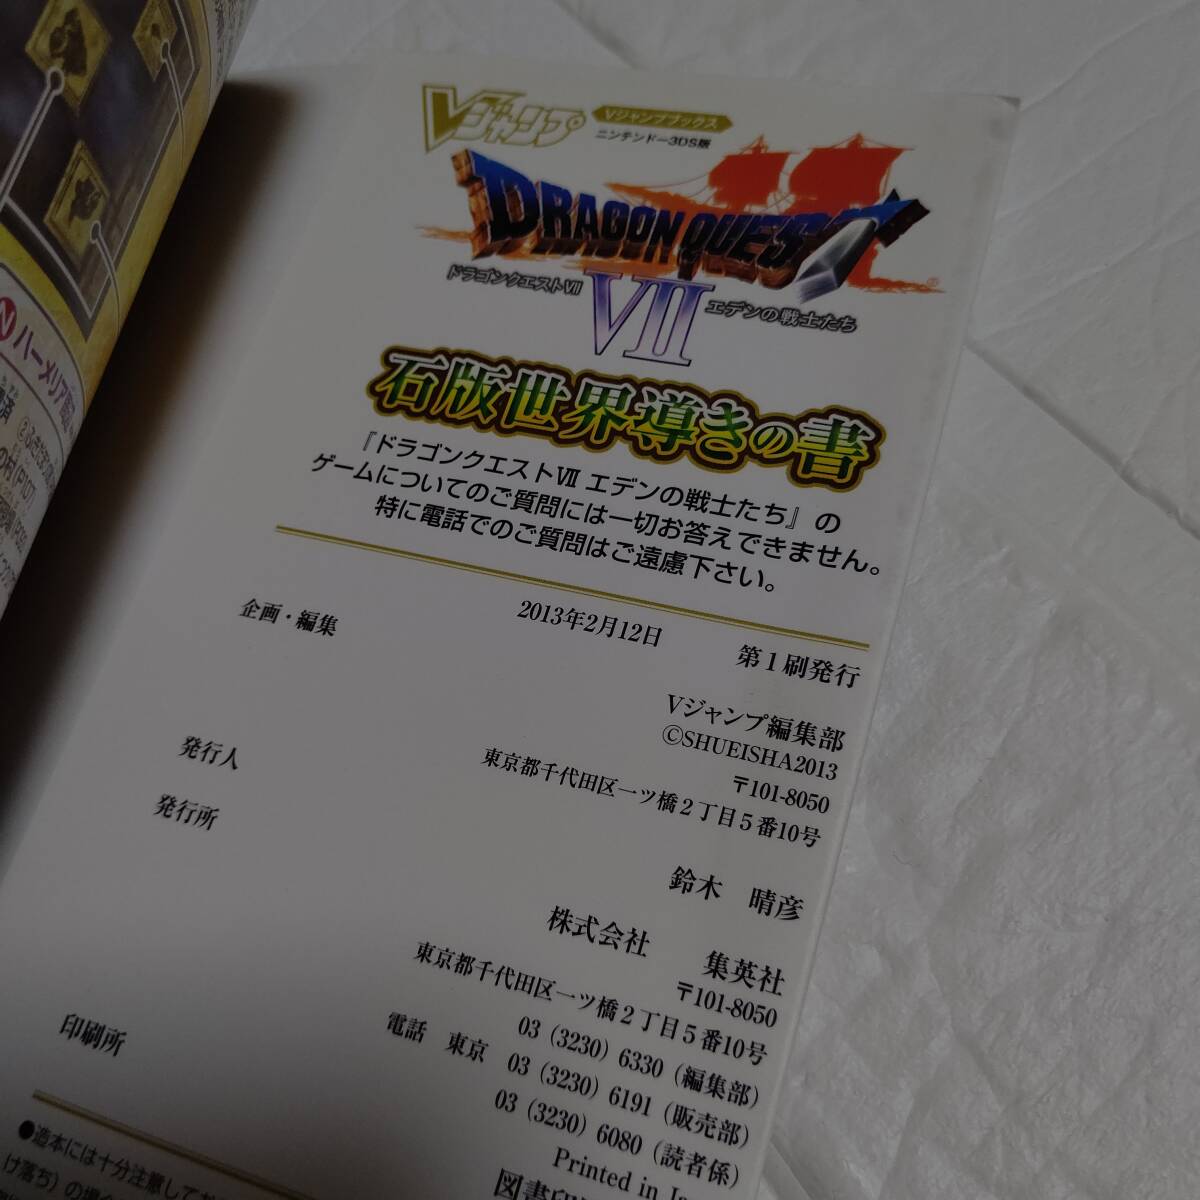 Vジャンプ
Vジャンプブックス
ニンテンドー3DS版
DRAGON QUEST
VII
®
ドラゴンクエストVII
エデンの戦士たち
石版世界導きの書
『ドラゴンクエストⅦ エデンの戦士たち』の
ゲームについてのご質問には一切お答えできません。
特に電話でのご質問はご遠慮下さい。
2013年2月12日 第1刷発行
企画・編集
Vジャンプ編集部
©SHUEISHA2013
〒101-8050
東京都千代田区一ツ橋2丁目5番10号
発行人
鈴木 晴彦
発行所
株式会社 集英社
〒101-8050
東京都千代田区一ツ橋2丁目5番10号
03 (3230) 6330 (編集部)
電話 東京 03 (3230) 6191 (販売部)
03 (3230) 6080 (読者係)
Printed in
印刷所
図書印
●造本には十分注意して
け落ち)の場合
N ハーメリア
の石(P107)